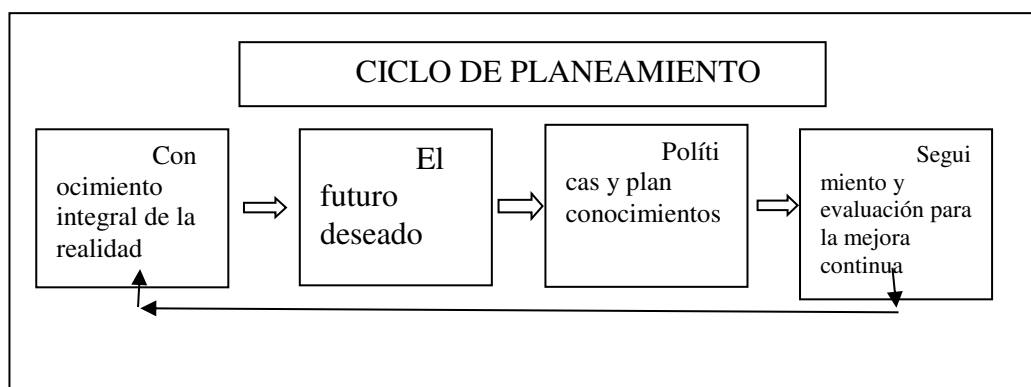 CICLO DE PLANEAMIENTO
Con
ocimiento
integral de la
realidad
El
futuro
deseado
Políti
cas y plan
conocimientos
Segui
miento y
evaluación para
la mejora
continua